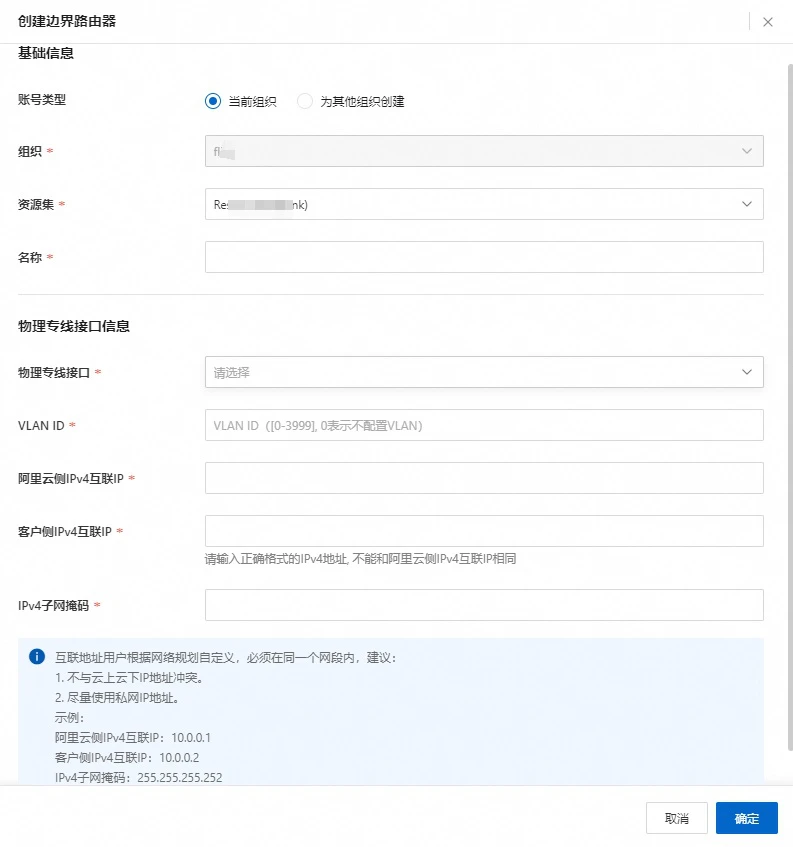 创建边界路由器
基础信息
账号类型 当前组织 为其他组织创建
组织 *
资源集 *
名称 *
物理专线接口信息
物理专线接口 * 请选择
VLAN ID * VLAN ID（[0-3999], 0表示不配置VLAN）
阿里云侧IPv4互联IP *
客户侧IPv4互联IP *
请输入正确格式的IPv4地址, 不能和阿里云侧IPv4互联IP相同
IPv4子网掩码 *
互联地址用户根据网络规划自定义，必须在同一个网段内，建议：
1. 不与云上云下IP地址冲突。
2. 尽量使用私网IP地址。
示例：
阿里云侧IPv4互联IP：10.0.0.1
客户侧IPv4互联IP：10.0.0.2
IPv4子网掩码：255.255.255.252
取消 确定